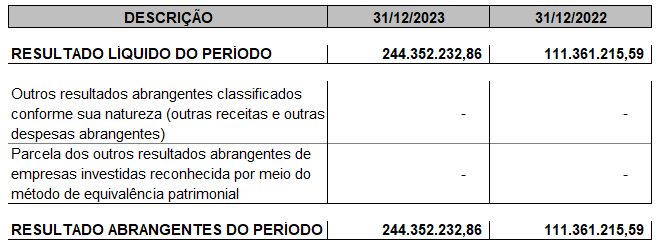 DESCRIÇÃO 31/12/2023 31/12/2022
RESULTADO LÍQUIDO DO PERÍODO 244.352.232,86 111.361.215,59
Outros resultados abrangentes classificados
conforme sua natureza (outras receitas e outras - -
despesas abrangentes)
Parcela dos outros resultados abrangentes de
empresas investidas reconhecida por meio do - -
método de equivalência patrimonial
RESULTADO ABRANGENTES DO PERÍODO 244.352.232,86 111.361.215,59